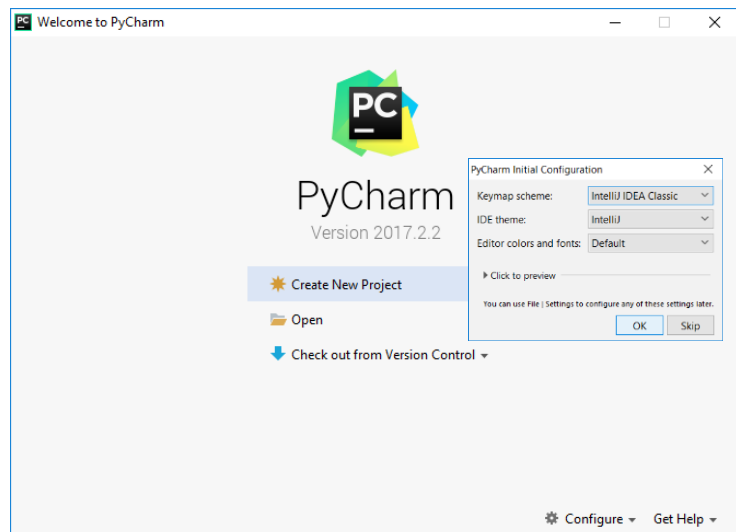 PC Welcome to PyCharm
PC
PyCharm
Version 2017.2.2
Create New Project
Open
Check out from Version Control
PyCharm Initial Configuration
Keymap scheme: IntelliJ IDEA Classic
IDE theme: IntelliJ
Editor colors and fonts: Default
Click to preview
You can use File | Settings to configure any of these settings later.
OK Skip
Configure Get Help